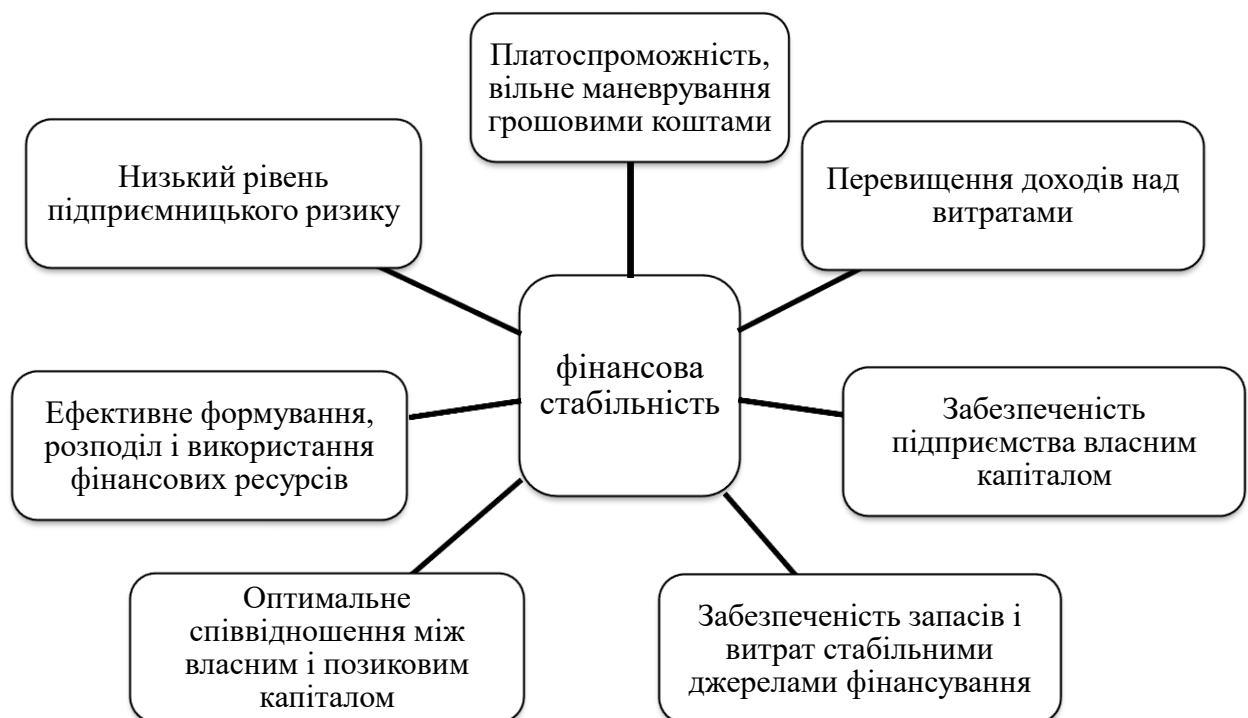 Платоспроможність,
вільне маневрування
грошовими коштами
Низький рівень
підприємницького ризику
Перевищення доходів над
витратами
фінансова
стабільність
Ефективне формування,
розподіл і використання
фінансових ресурсів
Забезпеченість
підприємства власним
капіталом
Оптимальне
співвідношення між
власним і позиковим
капіталом
Забезпеченість запасів і
витрат стабільними
джерелами фінансування